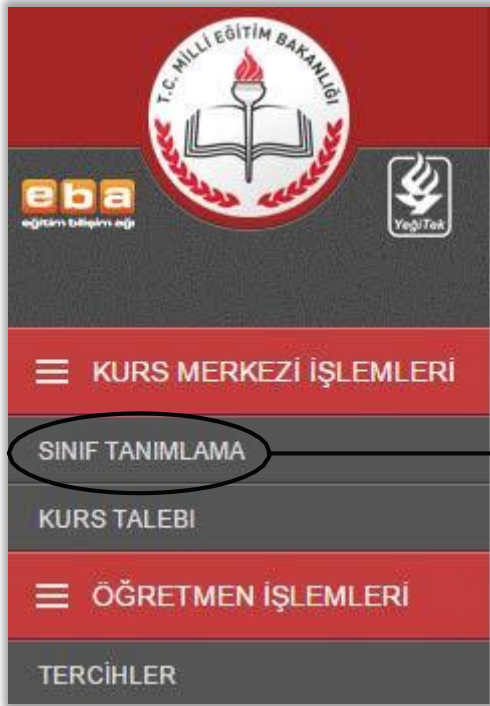 T.C. MİLLİ EĞİTİM BAKANLIĞI
eba
eğitim bilişim ağı
YeğiTek
KURS MERKEZİ İŞLEMLERİ
SINIF TANIMLAMA
KURS TALEBI
ÖĞRETMEN İŞLEMLERİ
TERCİHLER